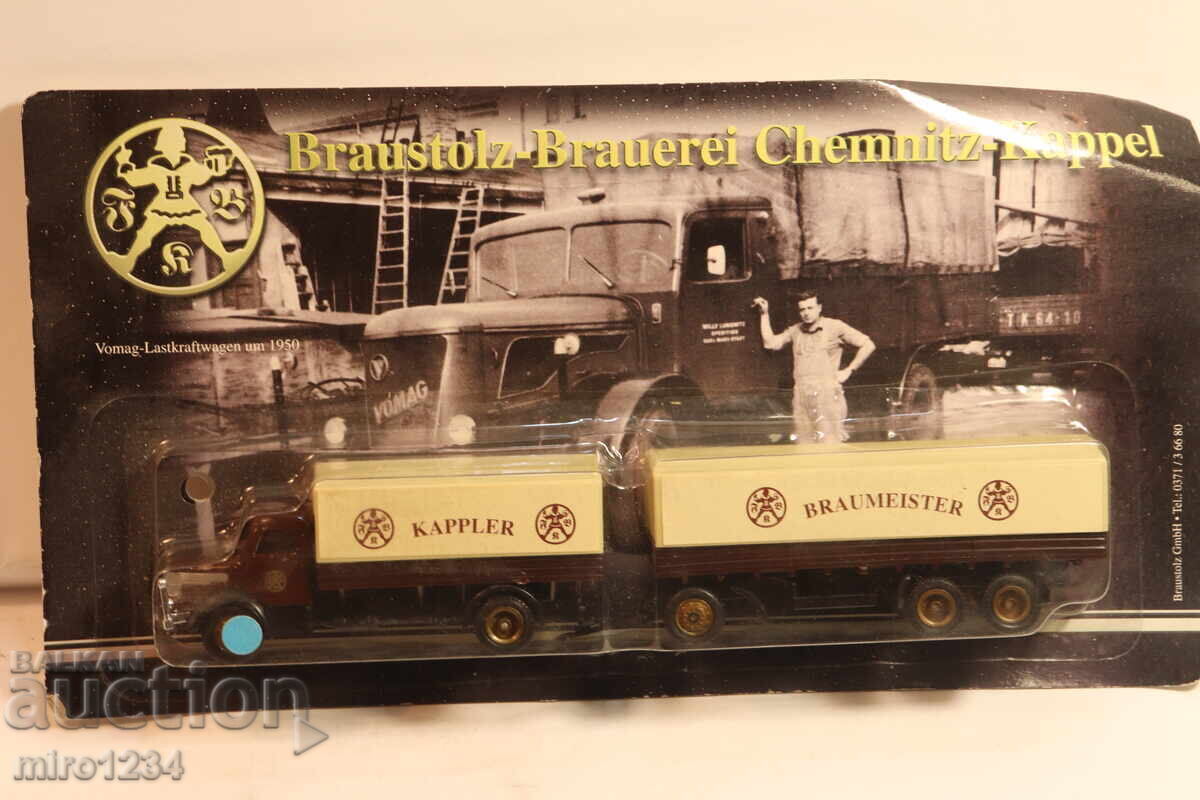 Braustolz-Brauerei Chemnitz-Kappel
B
K
Vomag-Lastkraftwagen um 1950
VOMAG
WILLY
TK 64-10
KAPPLER
BRAUMEISTER
Braustolz GmbH • Tel.: 0371 / 3 66 80
BALKAN
auction
miro1234